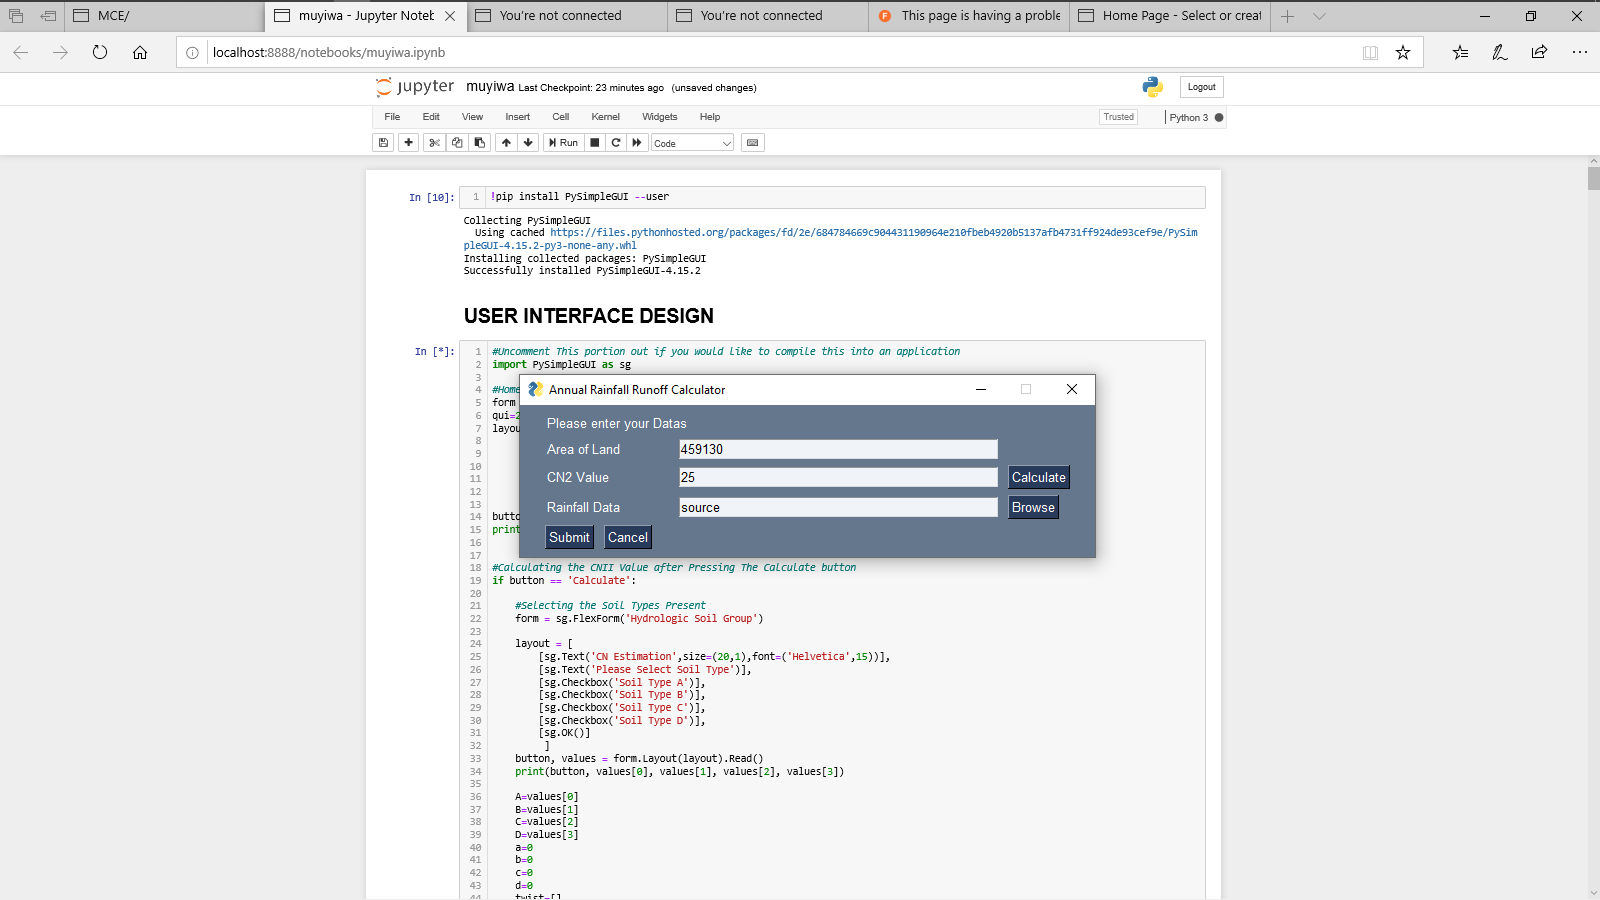 MCE/
muyiwa - Jupyter Noteb
You're not connected
You're not connected
This page is having a proble
Home Page - Select or creat
localhost:8888/notebooks/muyiwa.ipynb
jupyter muyiwa Last Checkpoint: 23 minutes ago (unsaved changes)
Logout
File Edit View Insert Cell Kernel Widgets Help
Trusted
Python 3
Run
Code
In [10]: 1 !pip install PySimpleGUI --user
Collecting PySimpleGUI
Using cached https://files.pythonhosted.org/packages/fd/2e/684784669c904431190964e210fbeb4920b5137afb4731ff924de93cef9e/PySim
pleGUI-4.15.2-py3-none-any.whl
Installing collected packages: PySimpleGUI
Successfully installed PySimpleGUI-4.15.2
USER INTERFACE DESIGN
In [*]: 1 #Uncomment This portion out if you would like to compile this into an application
2 import PySimpleGUI as sg
3
4 #Home
5 form
6 qui=2
7 layou
8
9
10
11
12
13
14 butto
15 print
16
17
Annual Rainfall Runoff Calculator
Please enter your Datas
Area of Land 459130
CN2 Value 25 Calculate
Rainfall Data source Browse
Submit Cancel
18 #Calculating the CNII Value after Pressing The Calculate button
19 if button == 'Calculate':
20
21 #Selecting the Soil Types Present
22 form = sg.FlexForm('Hydrologic Soil Group')
23
24 layout = [
25 [sg.Text('CN Estimation',size=(20,1),font=('Helvetica',15))],
26 [sg.Text('Please Select Soil Type')],
27 [sg.Checkbox('Soil Type A')],
28 [sg.Checkbox('Soil Type B')],
29 [sg.Checkbox('Soil Type C')],
30 [sg.Checkbox('Soil Type D')],
31 [sg.OK()]
32 ]
33 button, values = form.Layout(layout).Read()
34 print(button, values[0], values[1], values[2], values[3])
35
36 A=values[0]
37 B=values[1]
38 C=values[2]
39 D=values[3]
40 a=0
41 b=0
42 c=0
43 d=0
44 twist=[]